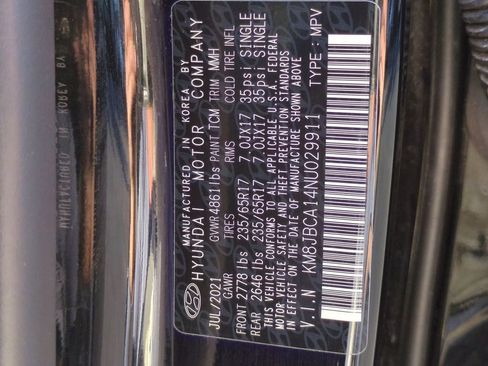 MANUFACTURED IN KOREA BY
HYUNDAI MOTOR COMPANY
JUL/2021 GVWR 4861 lbs PAINT TCM TRIM MMH
GAWR TIRES RIMS COLD TIRE INFL
FRONT 2778 lbs 235/65R17 7.0JX17 35psi SINGLE
REAR 2646 lbs 235/65R17 7.0JX17 35psi SINGLE
THIS VEHICLE CONFORMS TO ALL APPLICABLE U.S.A. FEDERAL
MOTOR VEHICLE SAFETY AND THEFT PREVENTION STANDARDS
IN EFFECT ON THE DATE OF MANUFACTURE SHOWN ABOVE
V.I.N KM8JBCA14NU029911 TYPE : MPV